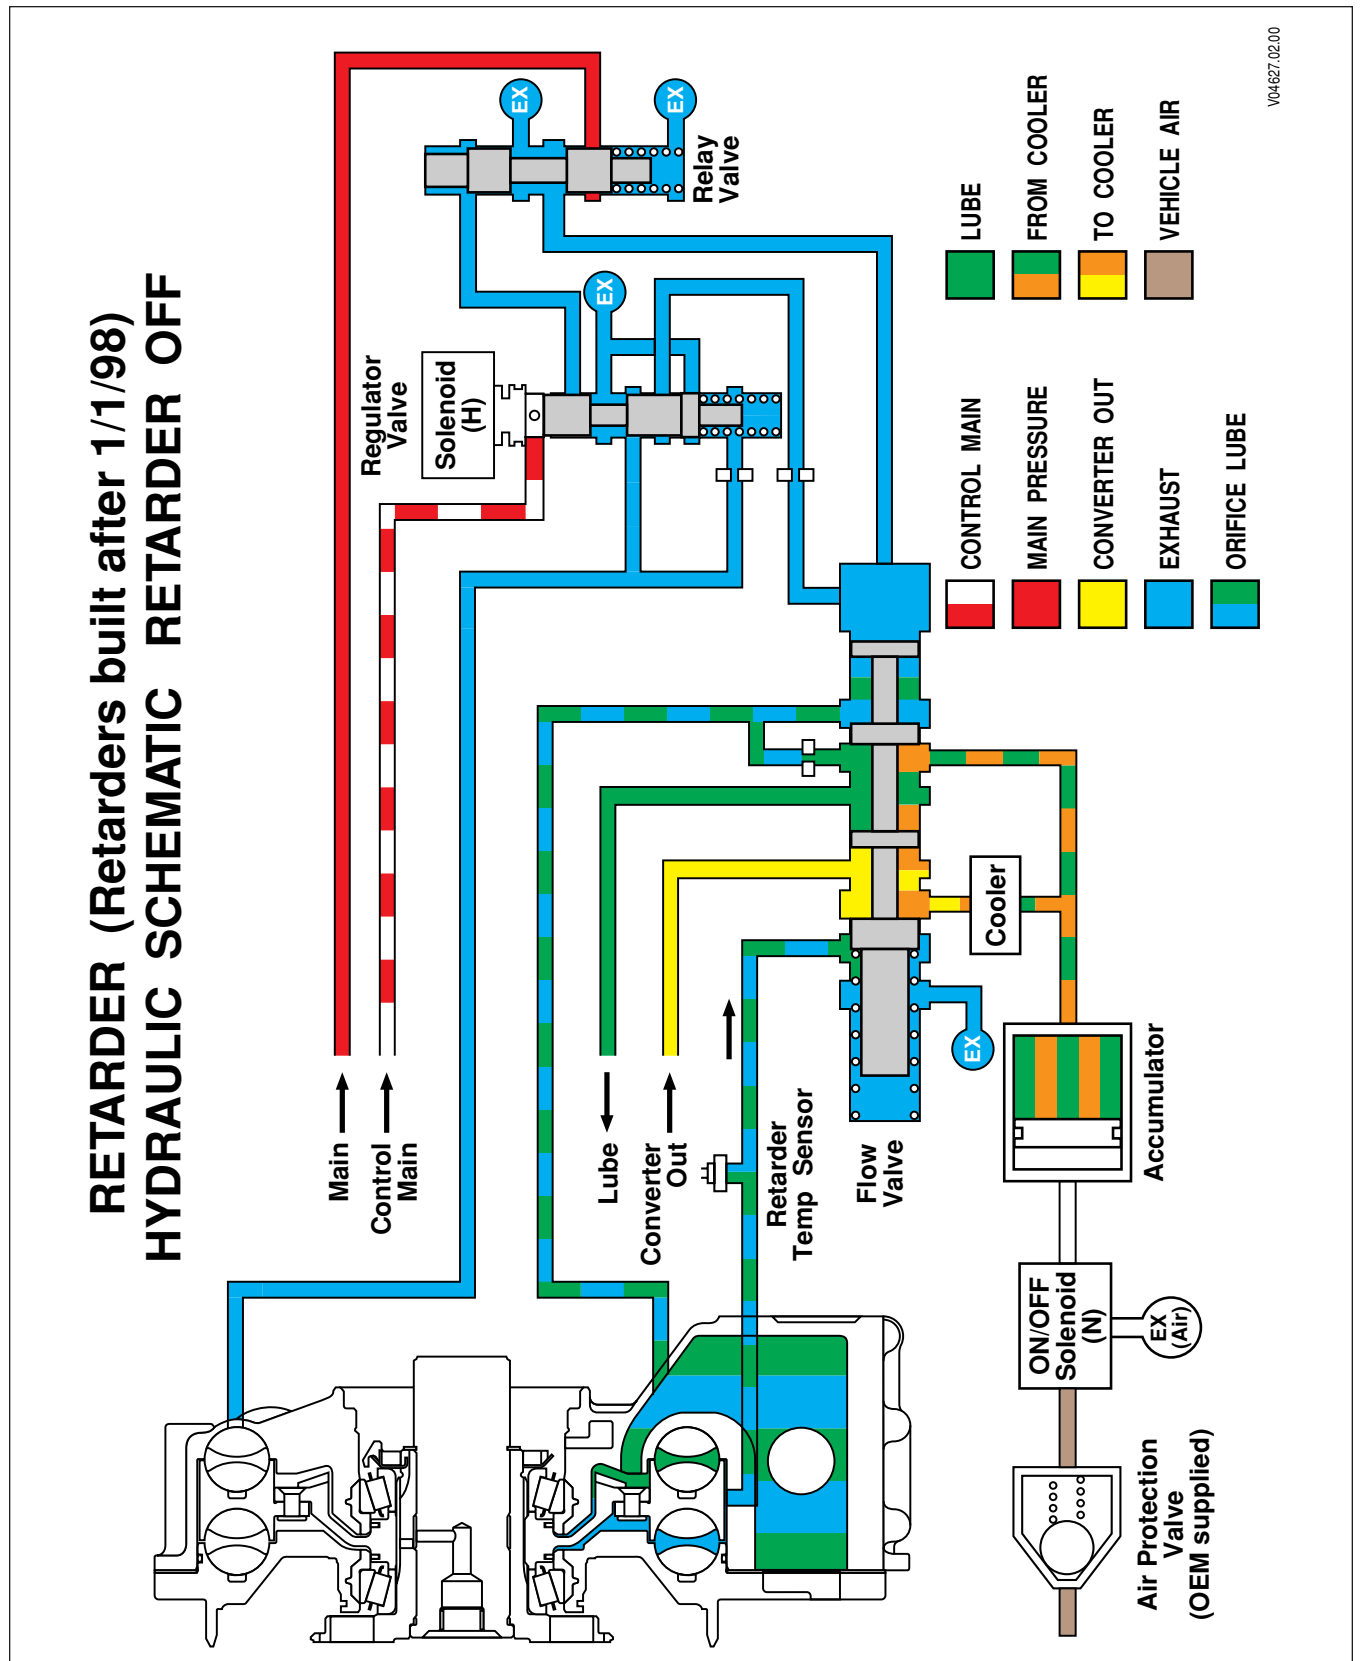 RETARDER (Retarders built after 1/1/98)
HYDRAULIC SCHEMATIC RETARDER OFF
Main
Control
Main
Regulator
Valve
Solenoid
(H)
EX
EX
EX
Relay
Valve
Lube
Converter
Out
Retarder
Temp Sensor
Flow
Valve
EX
Cooler
Accumulator
ON/OFF
Solenoid
(N)
EX
(Air)
Air Protection
Valve
(OEM supplied)
CONTROL MAIN
MAIN PRESSURE
CONVERTER OUT
EXHAUST
ORIFICE LUBE
LUBE
FROM COOLER
TO COOLER
VEHICLE AIR
V04627.02.00